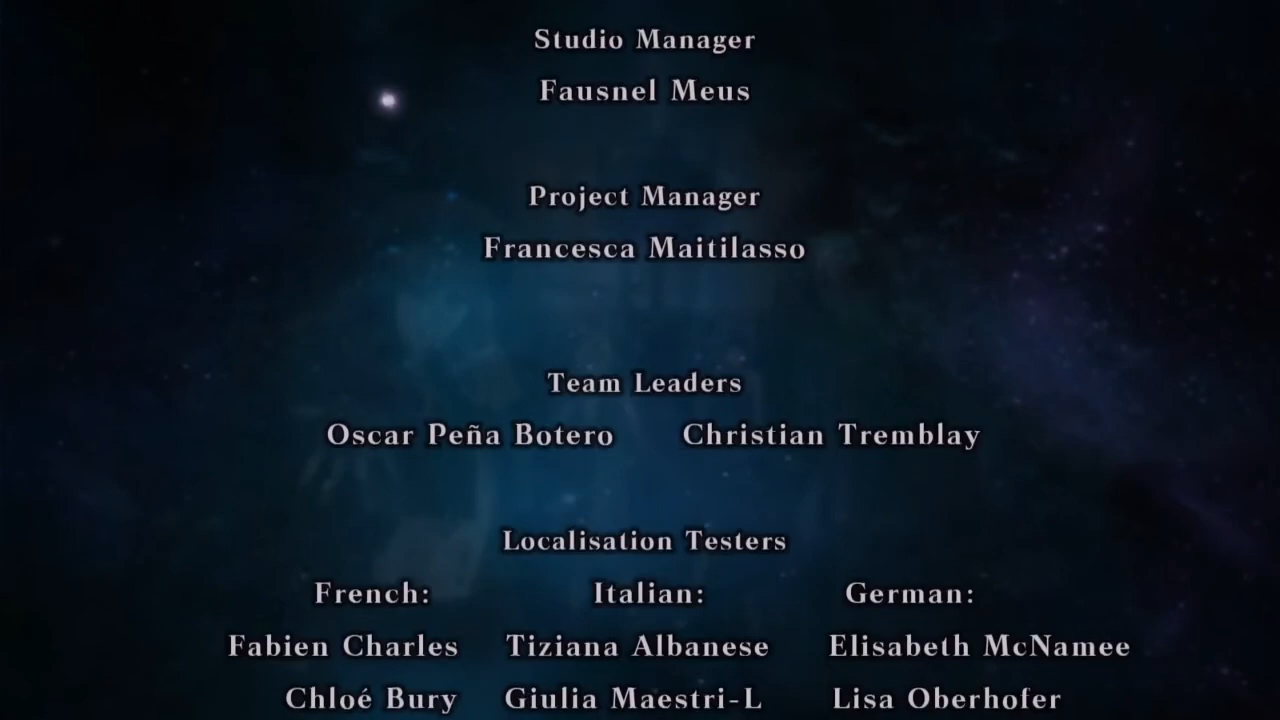 Studio Manager
Fausnel Meus
Project Manager
Francesca Maitilasso
Team Leaders
Oscar Peña Botero Christian Tremblay
Localisation Testers
French: Italian: German:
Fabien Charles Tiziana Albanese Elisabeth McNamee
Chloé Bury Giulia Maestri-L Lisa Oberhofer